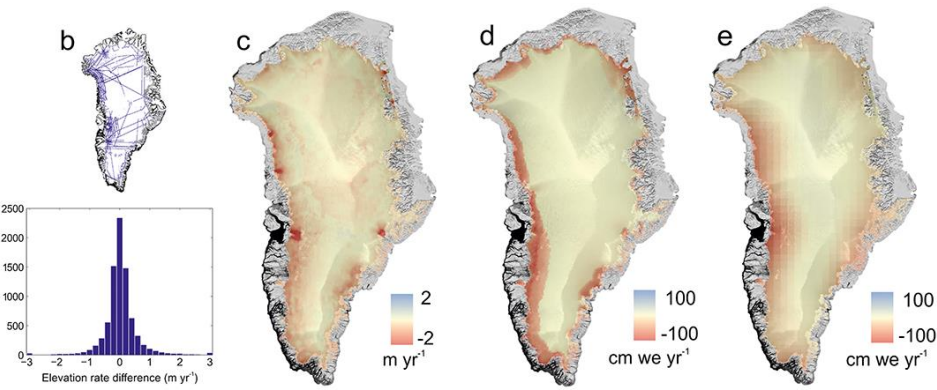 b
c
d
e
2500
2000
1500
1000
500
0
−3 −2 −1 0 1 2 3
Elevation rate difference (m yr⁻¹)
2
-2
m yr⁻¹
100
-100
cm we yr⁻¹
100
-100
cm we yr⁻¹